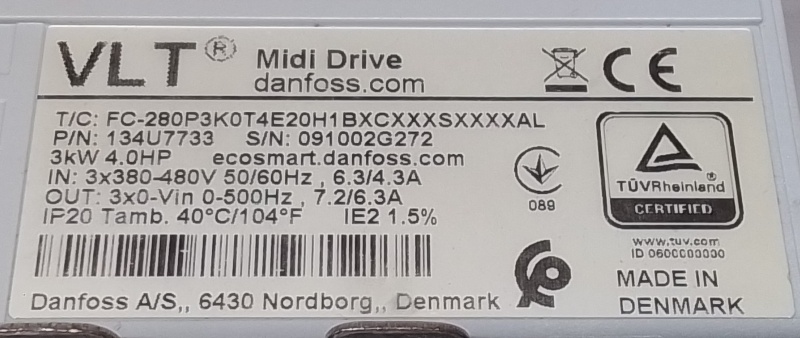 VLT® Midi Drive
danfoss.com
CE
T/C: FC-280P3K0T4E20H1BXCXXXSXXXXAL
P/N: 134U7733 S/N: 091002G272
3kW 4.0HP ecosmart.danfoss.com
IN: 3x380-480V 50/60Hz , 6.3/4.3A
OUT: 3x0-Vin 0-500Hz , 7.2/6.3A
IP20 Tamb. 40°C/104°F IE2 1.5%
089
TÜVRheinland®
CERTIFIED
www.tuv.com
ID 0600000000
MADE IN
DENMARK
Danfoss A/S,, 6430 Nordborg,, Denmark